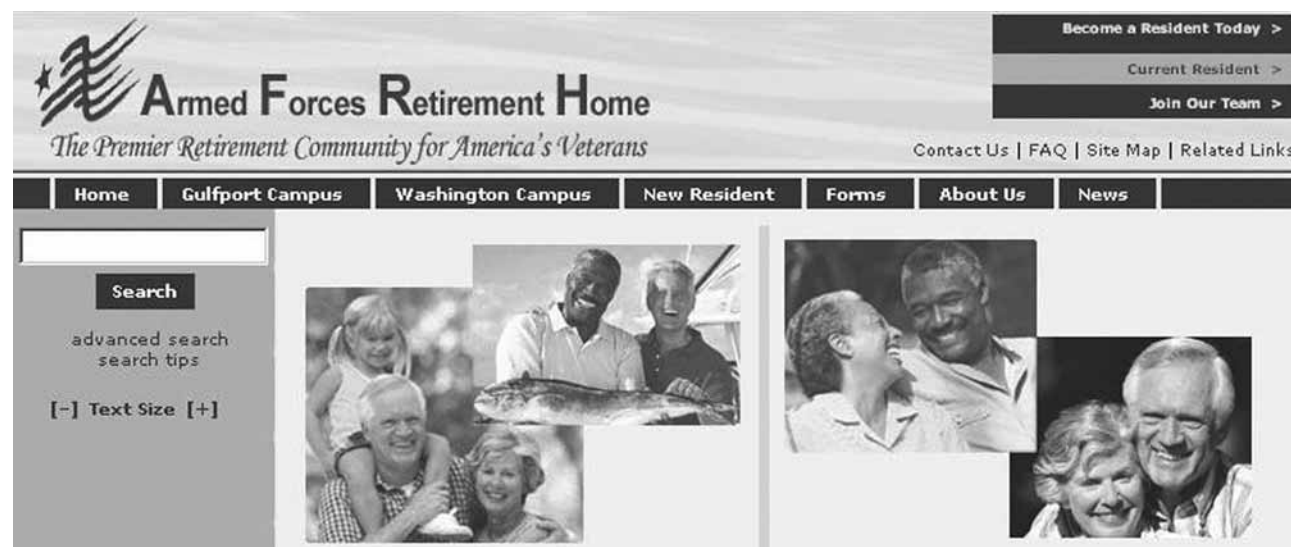 Become a Resident Today >
Current Resident >
Join Our Team >
Armed Forces Retirement Home
The Premier Retirement Community for America's Veterans
Contact Us | FAQ | Site Map | Related Links
Home Gulfport Campus Washington Campus New Resident Forms About Us News
Search
advanced search
search tips
[-] Text Size [+]